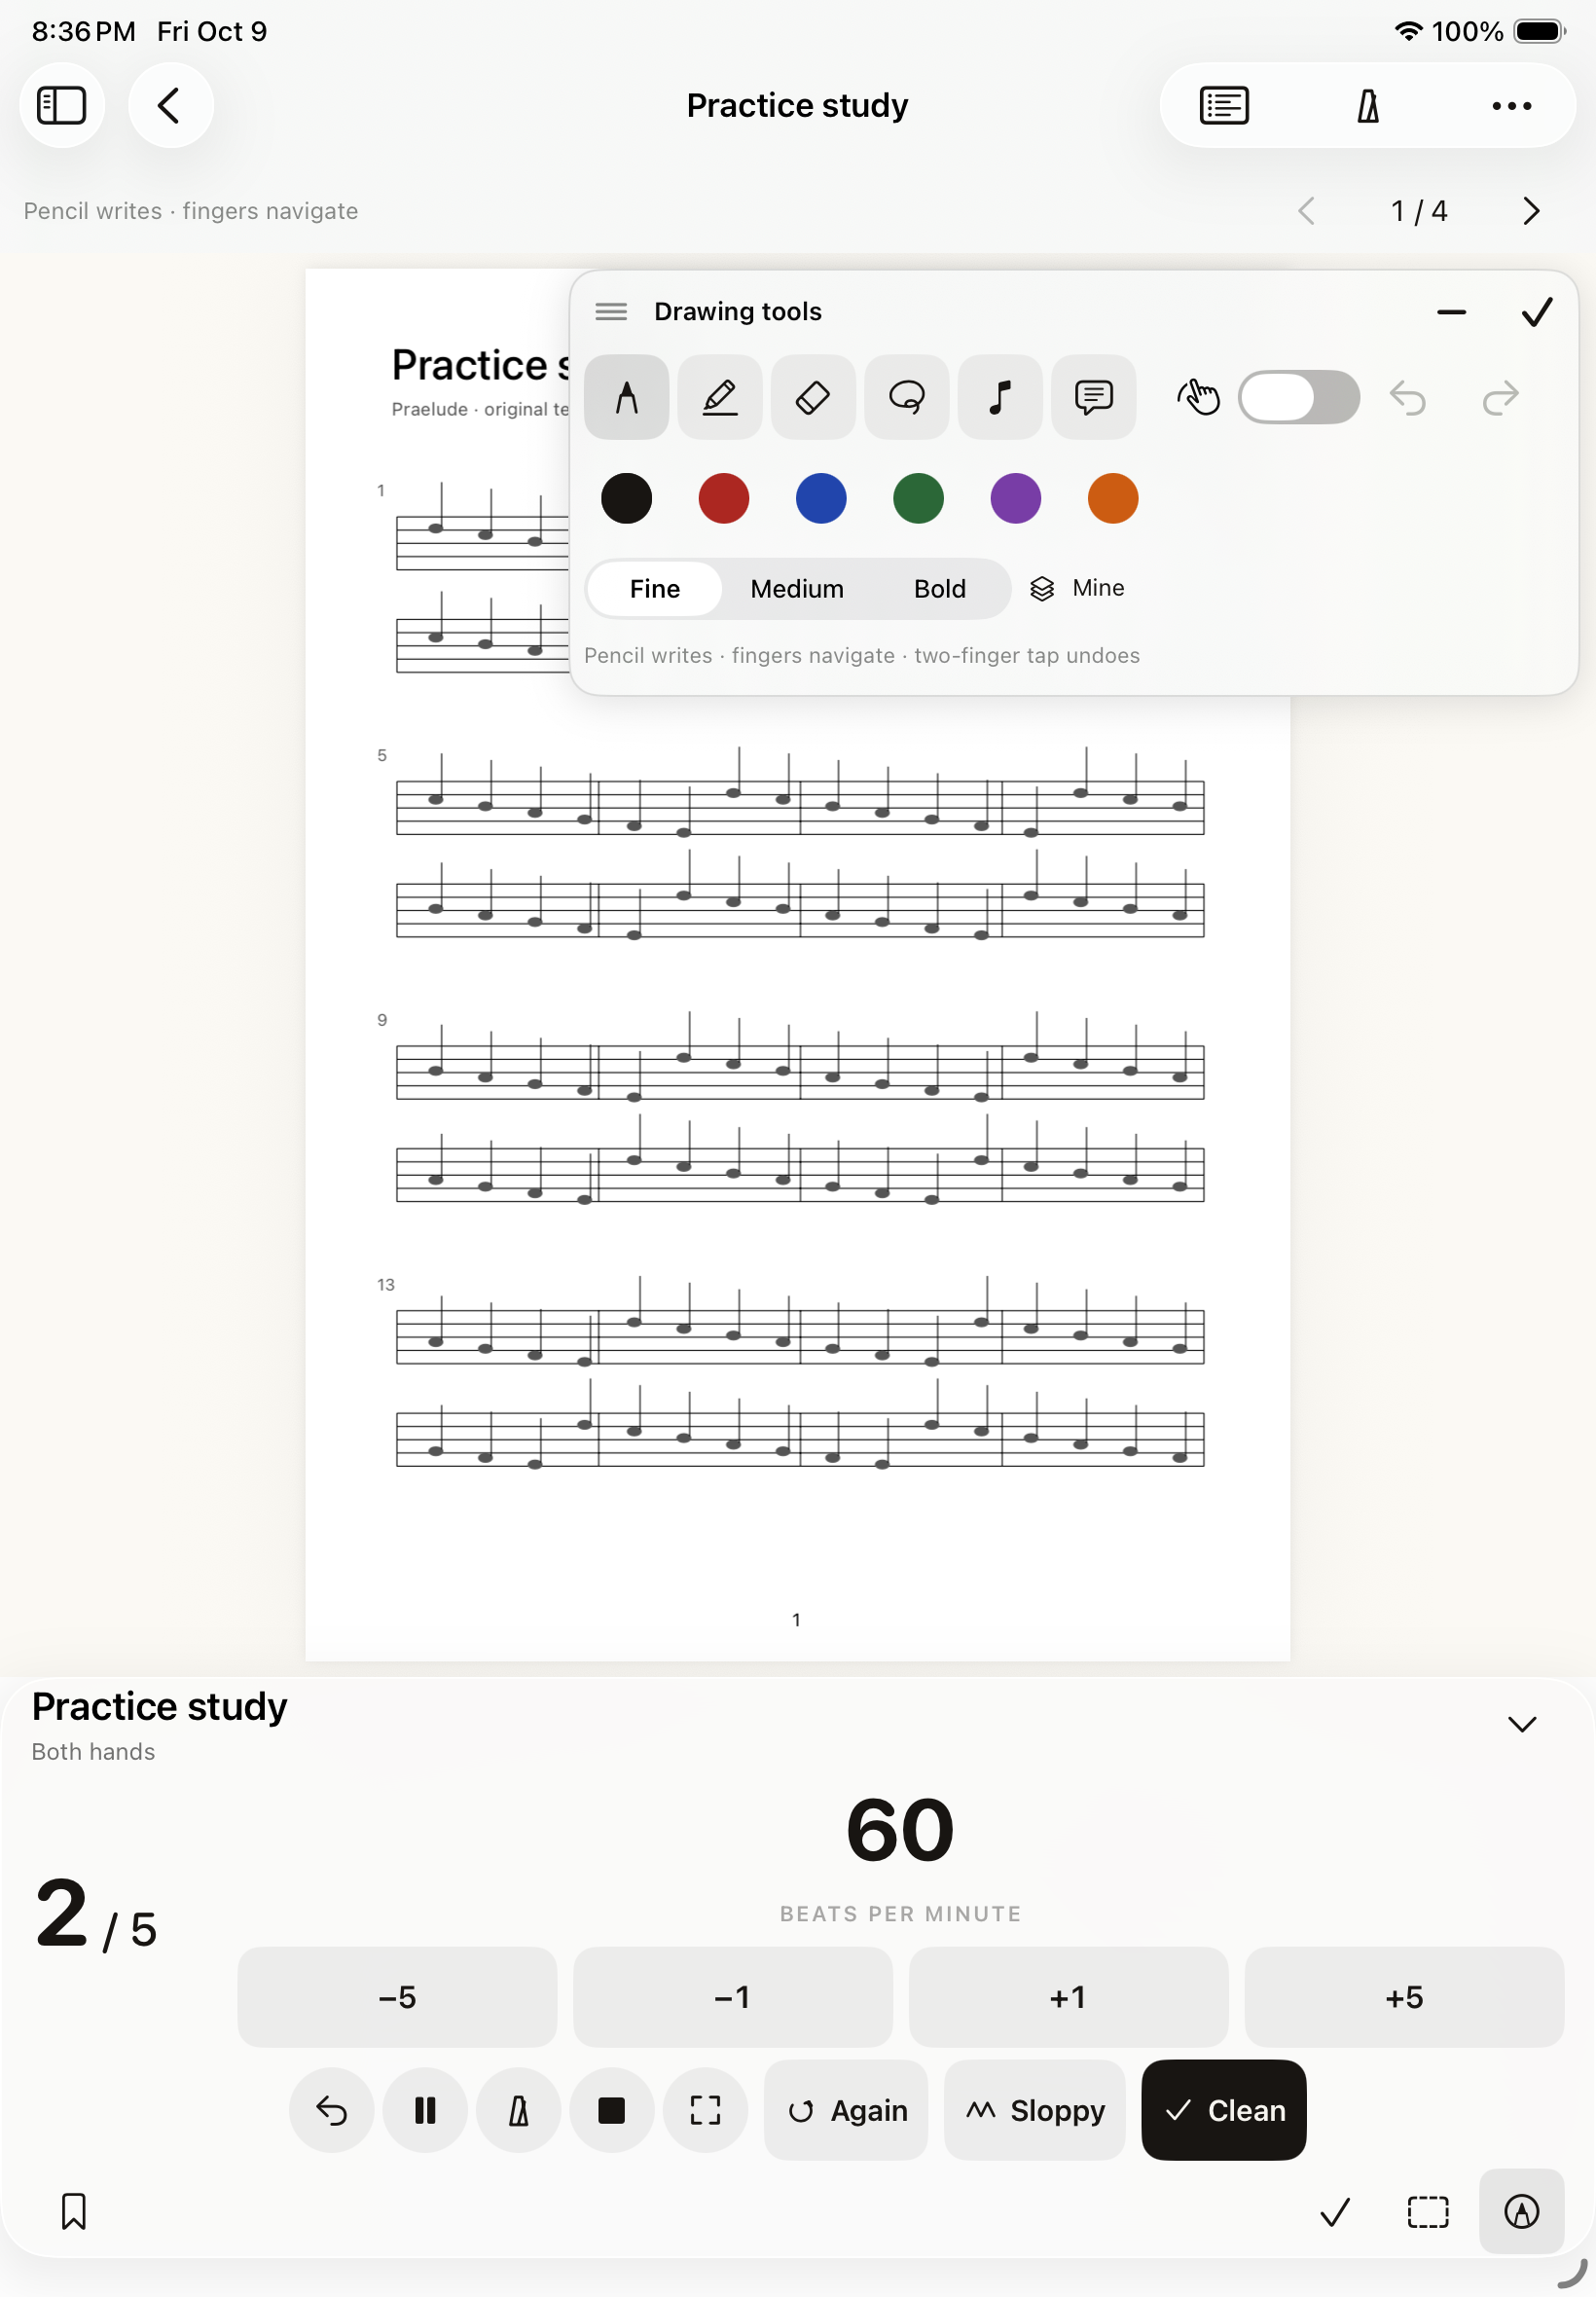 8:36 PM Fri Oct 9 100%
Practice study
Pencil writes · fingers navigate
1 / 4
Drawing tools
Practice s
Praelude · original te
Fine Medium Bold Mine
Pencil writes · fingers navigate · two-finger tap undoes
1
5
9
13
1
Practice study
Both hands
60
BEATS PER MINUTE
2 / 5
−5 −1 +1 +5
Again Sloppy Clean